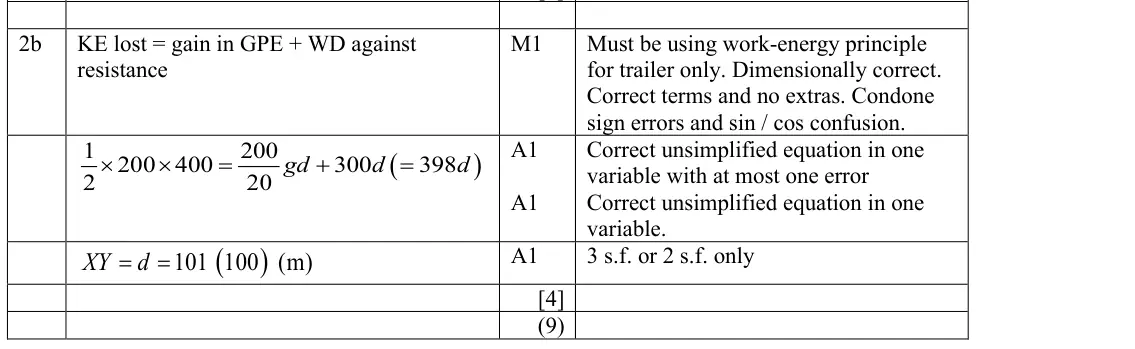 2b KE lost = gain in GPE + WD against M1 Must be using work-energy principle
resistance for trailer only. Dimensionally correct.
Correct terms and no extras. Condone
sign errors and sin / cos confusion.
1/2 × 200 × 400 = 200/20 gd + 300d (= 398d) A1 Correct unsimplified equation in one
variable with at most one error
A1 Correct unsimplified equation in one
variable.
XY = d = 101 (100) (m) A1 3 s.f. or 2 s.f. only
[4]
(9)